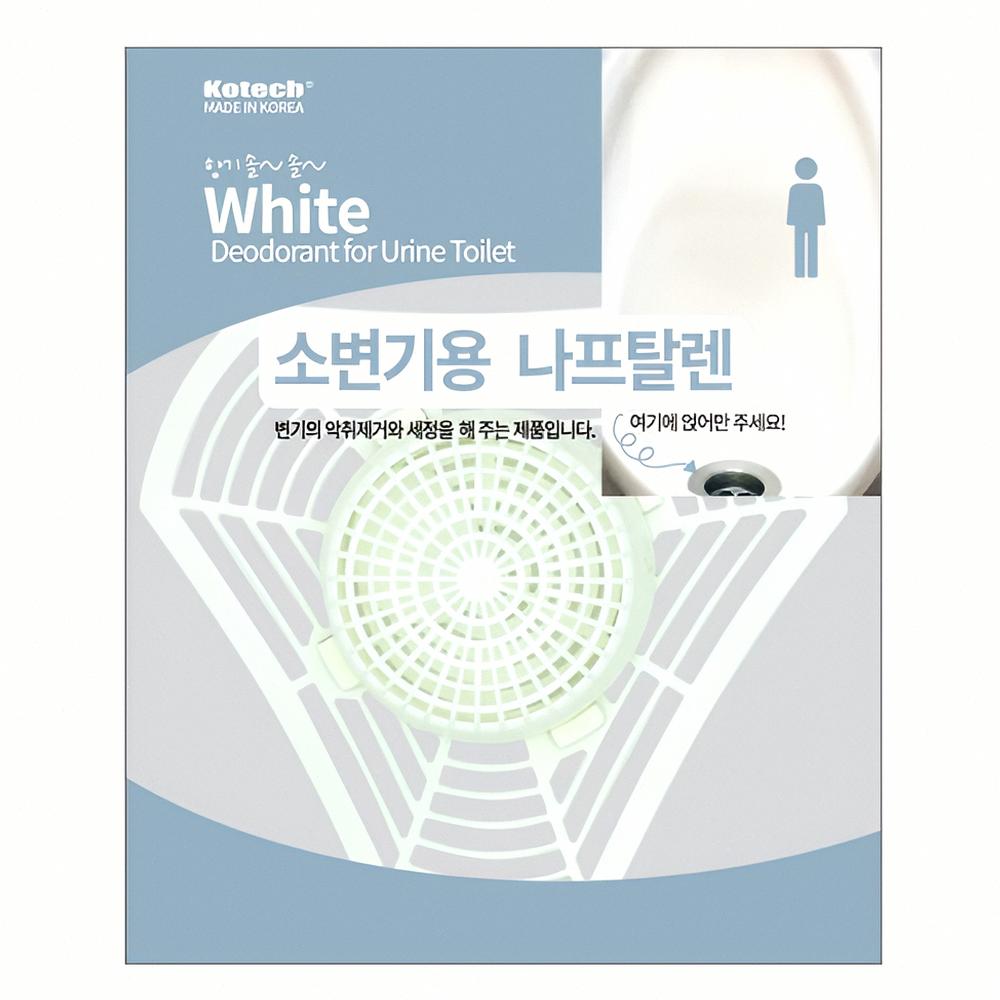 Kotech
MADE IN KOREA
향기 솔~ 솔~
White
Deodorant for Urine Toilet
소변기용 나프탈렌
변기의 악취제거와 세정을 해 주는 제품입니다.
여기에 얹어만 주세요!